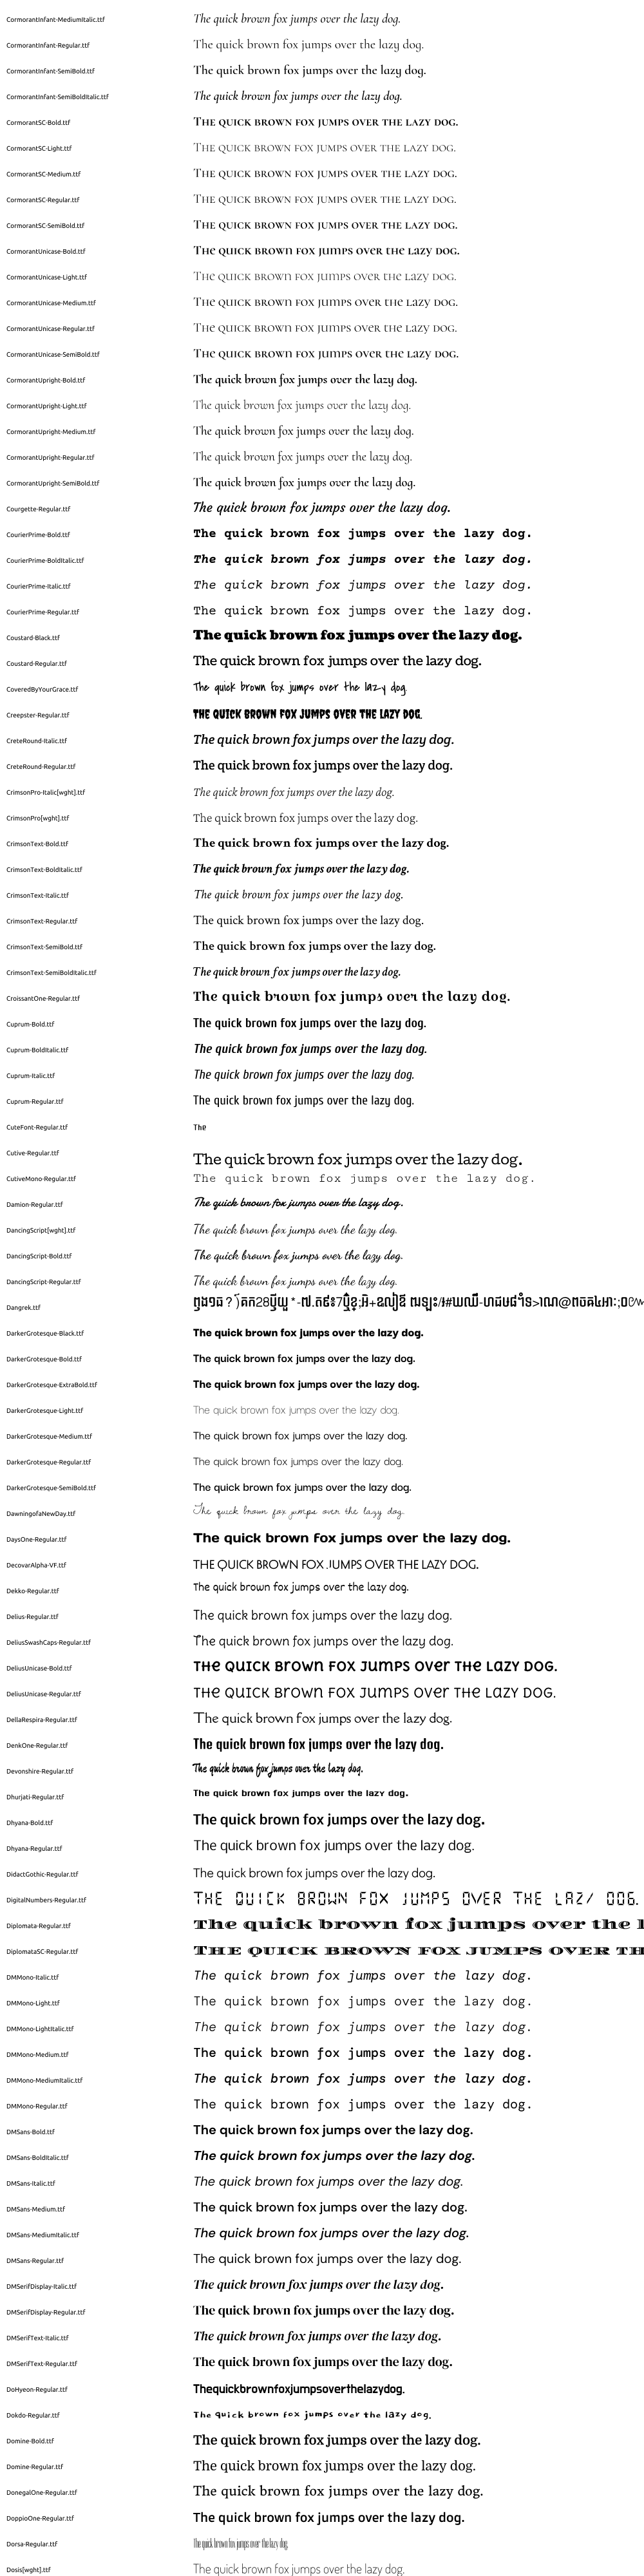 CormorantInfant-MediumItalic.ttf The quick brown fox jumps over the lazy dog.
CormorantInfant-Regular.ttf The quick brown fox jumps over the lazy dog.
CormorantInfant-SemiBold.ttf The quick brown fox jumps over the lazy dog.
CormorantInfant-SemiBoldItalic.ttf The quick brown fox jumps over the lazy dog.
CormorantSC-Bold.ttf The quick brown fox jumps over the lazy dog.
CormorantSC-Light.ttf The quick brown fox jumps over the lazy dog.
CormorantSC-Medium.ttf The quick brown fox jumps over the lazy dog.
CormorantSC-Regular.ttf The quick brown fox jumps over the lazy dog.
CormorantSC-SemiBold.ttf The quick brown fox jumps over the lazy dog.
CormorantUnicase-Bold.ttf The quick brown fox jumps over the lazy dog.
CormorantUnicase-Light.ttf The quick brown fox jumps over the lazy dog.
CormorantUnicase-Medium.ttf The quick brown fox jumps over the lazy dog.
CormorantUnicase-Regular.ttf The quick brown fox jumps over the lazy dog.
CormorantUnicase-SemiBold.ttf The quick brown fox jumps over the lazy dog.
CormorantUpright-Bold.ttf The quick brown fox jumps over the lazy dog.
CormorantUpright-Light.ttf The quick brown fox jumps over the lazy dog.
CormorantUpright-Medium.ttf The quick brown fox jumps over the lazy dog.
CormorantUpright-Regular.ttf The quick brown fox jumps over the lazy dog.
CormorantUpright-SemiBold.ttf The quick brown fox jumps over the lazy dog.
Courgette-Regular.ttf The quick brown fox jumps over the lazy dog.
CourierPrime-Bold.ttf The quick brown fox jumps over the lazy dog.
CourierPrime-BoldItalic.ttf The quick brown fox jumps over the lazy dog.
CourierPrime-Italic.ttf The quick brown fox jumps over the lazy dog.
CourierPrime-Regular.ttf The quick brown fox jumps over the lazy dog.
Coustard-Black.ttf The quick brown fox jumps over the lazy dog.
Coustard-Regular.ttf The quick brown fox jumps over the lazy dog.
CoveredByYourGrace.ttf The quick brown fox jumps over the lazy dog.
Creepster-Regular.ttf THE QUICK BROWN FOX JUMPS OVER THE LAZY DOG.
CreteRound-Italic.ttf The quick brown fox jumps over the lazy dog.
CreteRound-Regular.ttf The quick brown fox jumps over the lazy dog.
CrimsonPro-Italic[wght].ttf The quick brown fox jumps over the lazy dog.
CrimsonPro[wght].ttf The quick brown fox jumps over the lazy dog.
CrimsonText-Bold.ttf The quick brown fox jumps over the lazy dog.
CrimsonText-BoldItalic.ttf The quick brown fox jumps over the lazy dog.
CrimsonText-Italic.ttf The quick brown fox jumps over the lazy dog.
CrimsonText-Regular.ttf The quick brown fox jumps over the lazy dog.
CrimsonText-SemiBold.ttf The quick brown fox jumps over the lazy dog.
CrimsonText-SemiBoldItalic.ttf The quick brown fox jumps over the lazy dog.
CroissantOne-Regular.ttf The quick brown fox jumps over the lazy dog.
Cuprum-Bold.ttf The quick brown fox jumps over the lazy dog.
Cuprum-BoldItalic.ttf The quick brown fox jumps over the lazy dog.
Cuprum-Italic.ttf The quick brown fox jumps over the lazy dog.
Cuprum-Regular.ttf The quick brown fox jumps over the lazy dog.
CuteFont-Regular.ttf The
Cutive-Regular.ttf The quick brown fox jumps over the lazy dog.
CutiveMono-Regular.ttf The quick brown fox jumps over the lazy dog.
Damion-Regular.ttf The quick brown fox jumps over the lazy dog.
DancingScript[wght].ttf The quick brown fox jumps over the lazy dog.
DancingScript-Bold.ttf The quick brown fox jumps over the lazy dog.
DancingScript-Regular.ttf The quick brown fox jumps over the lazy dog.
Dangrek.ttf
DarkerGrotesque-Black.ttf The quick brown fox jumps over the lazy dog.
DarkerGrotesque-Bold.ttf The quick brown fox jumps over the lazy dog.
DarkerGrotesque-ExtraBold.ttf The quick brown fox jumps over the lazy dog.
DarkerGrotesque-Light.ttf The quick brown fox jumps over the lazy dog.
DarkerGrotesque-Medium.ttf The quick brown fox jumps over the lazy dog.
DarkerGrotesque-Regular.ttf The quick brown fox jumps over the lazy dog.
DarkerGrotesque-SemiBold.ttf The quick brown fox jumps over the lazy dog.
DawningofaNewDay.ttf The quick brown fox jumps over the lazy dog.
DaysOne-Regular.ttf The quick brown fox jumps over the lazy dog.
DecovarAlpha-VF.ttf THE QUICK BROWN FOX JUMPS OVER THE LAZY DOG.
Dekko-Regular.ttf The quick brown fox jumps over the lazy dog.
Delius-Regular.ttf The quick brown fox jumps over the lazy dog.
DeliusSwashCaps-Regular.ttf The quick brown fox jumps over the lazy dog.
DeliusUnicase-Bold.ttf The quick brown fox jumps over the lazy dog.
DeliusUnicase-Regular.ttf The quick brown fox jumps over the lazy dog.
DellaRespira-Regular.ttf The quick brown fox jumps over the lazy dog.
DenkOne-Regular.ttf The quick brown fox jumps over the lazy dog.
Devonshire-Regular.ttf The quick brown fox jumps over the lazy dog.
Dhurjati-Regular.ttf The quick brown fox jumps over the lazy dog.
Dhyana-Bold.ttf The quick brown fox jumps over the lazy dog.
Dhyana-Regular.ttf The quick brown fox jumps over the lazy dog.
DidactGothic-Regular.ttf The quick brown fox jumps over the lazy dog.
DigitalNumbers-Regular.ttf THE QUICK BROWN FOX JUMPS OVER THE LAZY DOG.
Diplomata-Regular.ttf The quick brown fox jumps over the l
DiplomataSC-Regular.ttf The quick brown fox jumps over th
DMMono-Italic.ttf The quick brown fox jumps over the lazy dog.
DMMono-Light.ttf The quick brown fox jumps over the lazy dog.
DMMono-LightItalic.ttf The quick brown fox jumps over the lazy dog.
DMMono-Medium.ttf The quick brown fox jumps over the lazy dog.
DMMono-MediumItalic.ttf The quick brown fox jumps over the lazy dog.
DMMono-Regular.ttf The quick brown fox jumps over the lazy dog.
DMSans-Bold.ttf The quick brown fox jumps over the lazy dog.
DMSans-BoldItalic.ttf The quick brown fox jumps over the lazy dog.
DMSans-Italic.ttf The quick brown fox jumps over the lazy dog.
DMSans-Medium.ttf The quick brown fox jumps over the lazy dog.
DMSans-MediumItalic.ttf The quick brown fox jumps over the lazy dog.
DMSans-Regular.ttf The quick brown fox jumps over the lazy dog.
DMSerifDisplay-Italic.ttf The quick brown fox jumps over the lazy dog.
DMSerifDisplay-Regular.ttf The quick brown fox jumps over the lazy dog.
DMSerifText-Italic.ttf The quick brown fox jumps over the lazy dog.
DMSerifText-Regular.ttf The quick brown fox jumps over the lazy dog.
DoHyeon-Regular.ttf Thequickbrownfoxjumpsoverthelazydog.
Dokdo-Regular.ttf The quick brown fox jumps over the lazy dog.
Domine-Bold.ttf The quick brown fox jumps over the lazy dog.
Domine-Regular.ttf The quick brown fox jumps over the lazy dog.
DonegalOne-Regular.ttf The quick brown fox jumps over the lazy dog.
DoppioOne-Regular.ttf The quick brown fox jumps over the lazy dog.
Dorsa-Regular.ttf The quick brown fox jumps over the lazy dog.
Dosis[wght].ttf The quick brown fox jumps over the lazy dog.